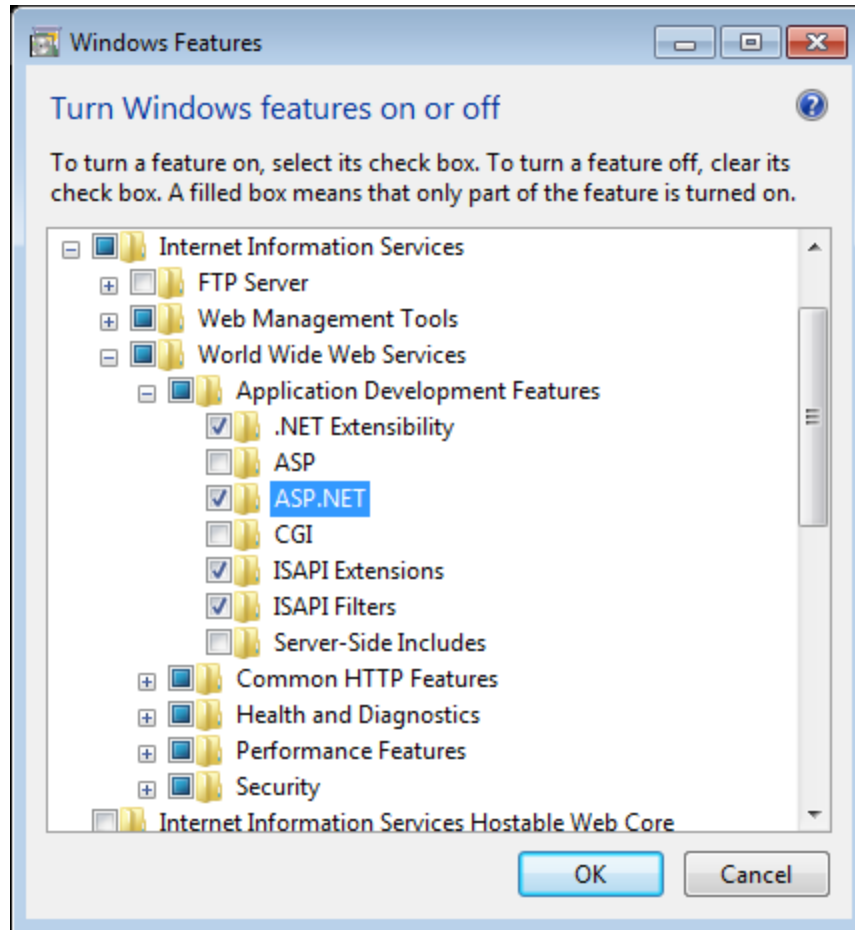 Windows Features
Turn Windows features on or off
To turn a feature on, select its check box. To turn a feature off, clear its
check box. A filled box means that only part of the feature is turned on.
Internet Information Services
FTP Server
Web Management Tools
World Wide Web Services
Application Development Features
.NET Extensibility
ASP
ASP.NET
CGI
ISAPI Extensions
ISAPI Filters
Server-Side Includes
Common HTTP Features
Health and Diagnostics
Performance Features
Security
Internet Information Services Hostable Web Core
OK Cancel